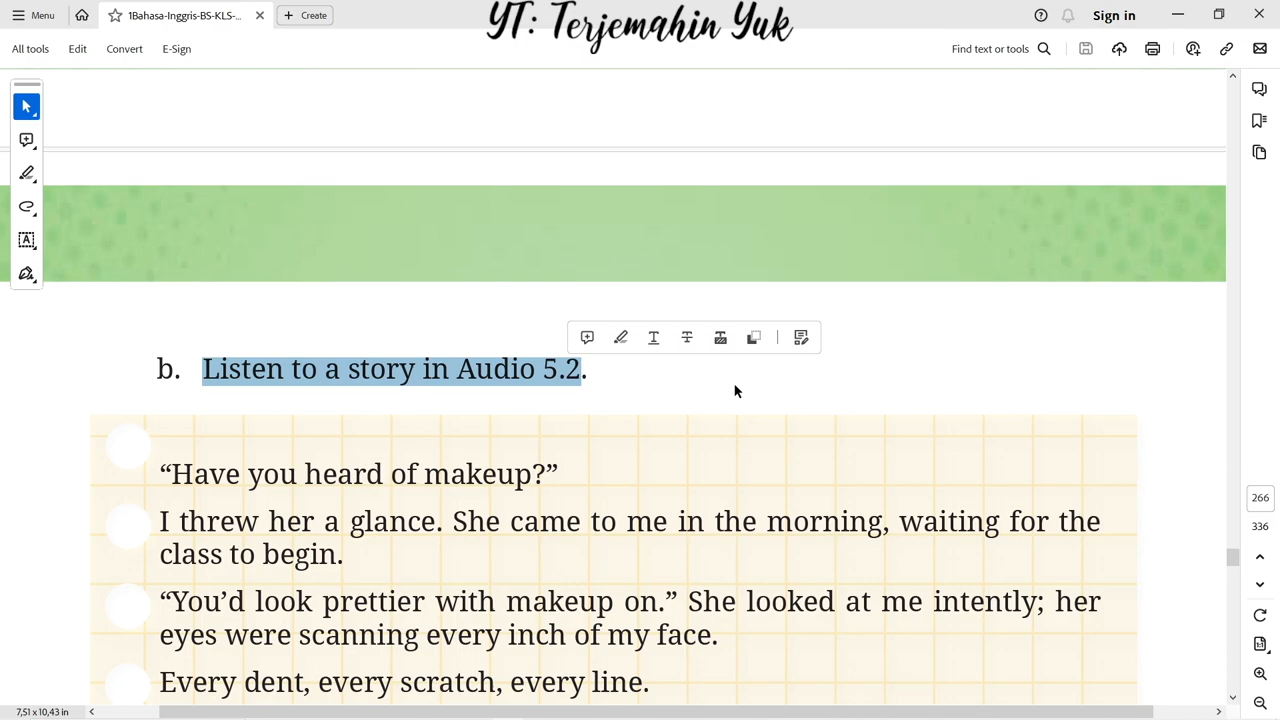 Menu
1Bahasa-Inggris-BS-KLS-...
Create
YT: Terjemahin Yuk
Sign in
All tools
Edit
Convert
E-Sign
Find text or tools
b. Listen to a story in Audio 5.2.
“Have you heard of makeup?”
I threw her a glance. She came to me in the morning, waiting for the
class to begin.
“You’d look prettier with makeup on.” She looked at me intently; her
eyes were scanning every inch of my face.
Every dent, every scratch, every line.
266
336
7,51 x 10,43 in